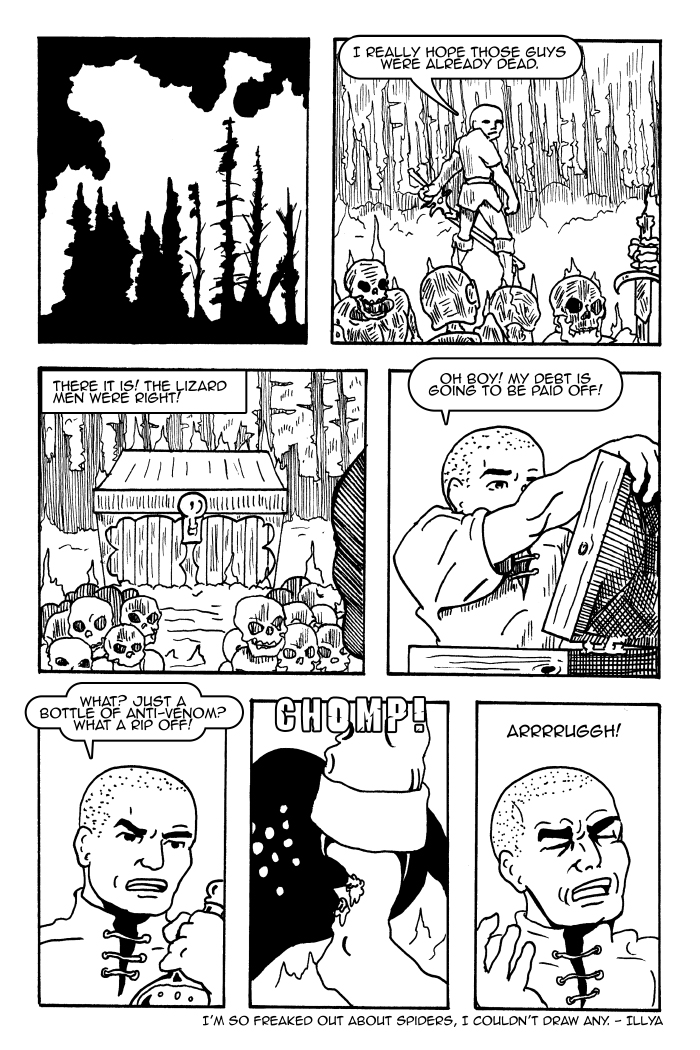 I REALLY HOPE THOSE GUYS
WERE ALREADY DEAD.
THERE IT IS! THE LIZARD
MEN WERE RIGHT!
OH BOY! MY DEBT IS
GOING TO BE PAID OFF!
WHAT? JUST A
BOTTLE OF ANTI-VENOM?
WHAT A RIP OFF!
CHOMP!
ARRRRUGGH!
I'M SO FREAKED OUT ABOUT SPIDERS, I COULDN'T DRAW ANY. - ILLYA